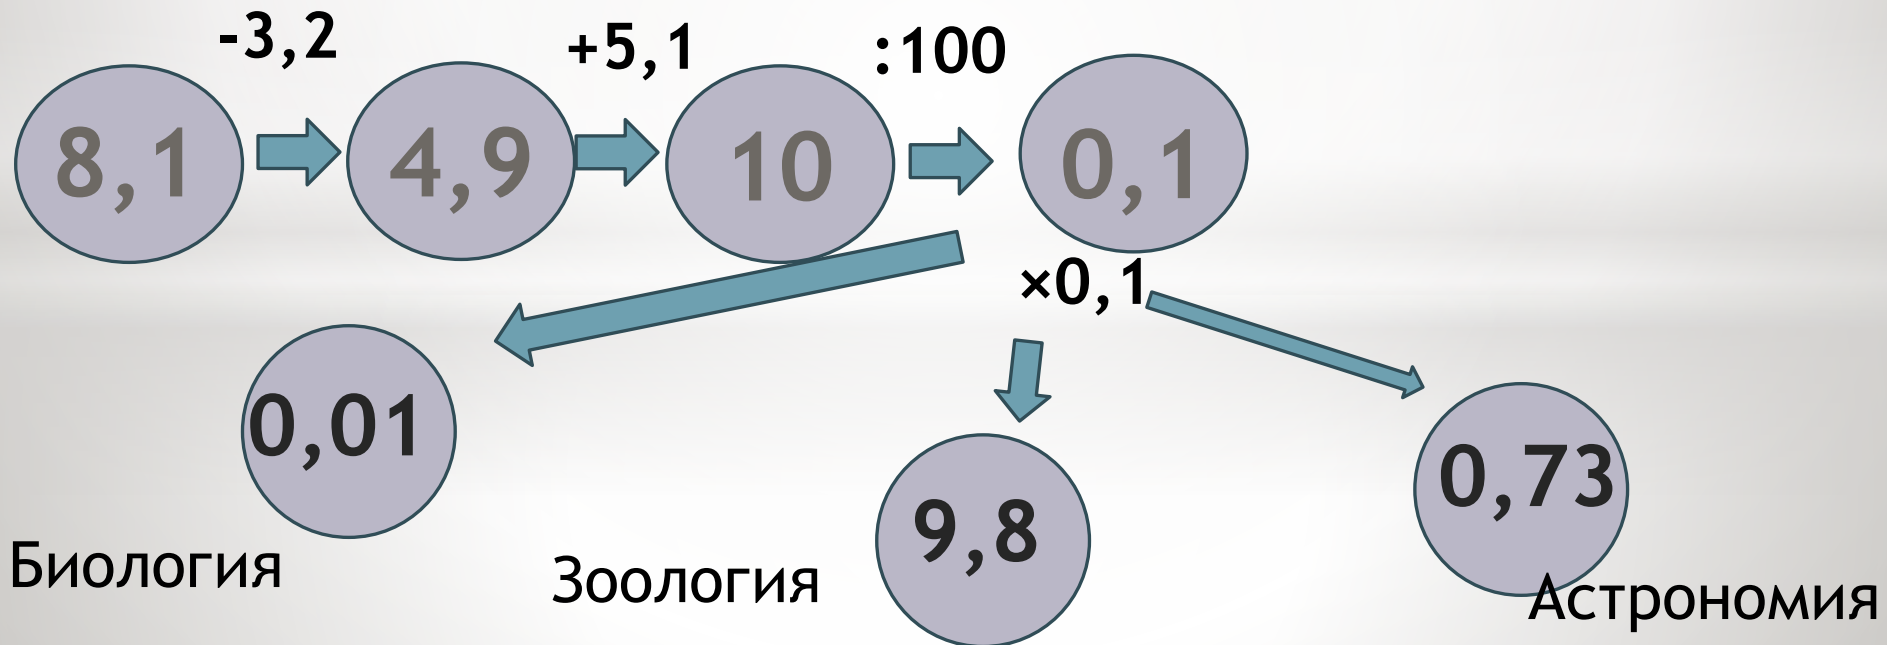 -3,2 +5,1 :100
8,1 4,9 10 0,1
×0,1
0,01
9,8
0,73
Биология
Зоология
Астрономия